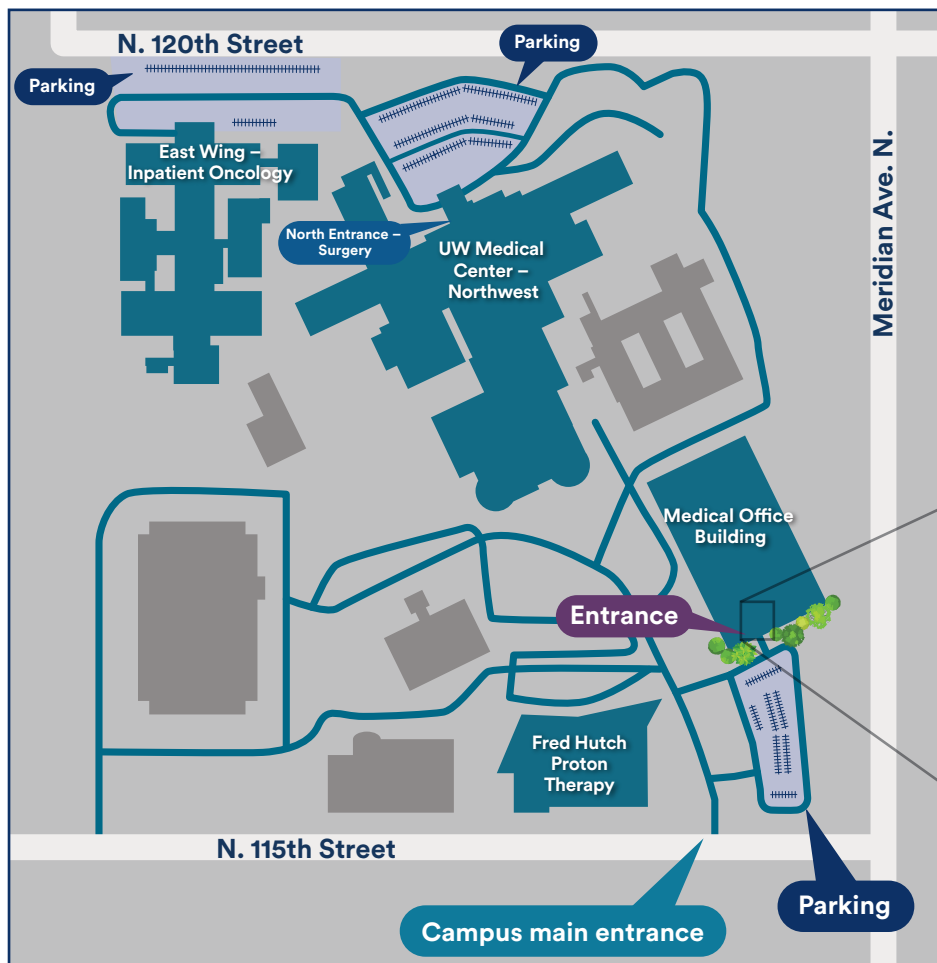 N. 120th Street
Parking
Parking
East Wing –
Inpatient Oncology
North Entrance –
Surgery
UW Medical
Center –
Northwest
Meridian Ave. N.
Medical Office
Building
Entrance
Fred Hutch
Proton
Therapy
N. 115th Street
Parking
Campus main entrance